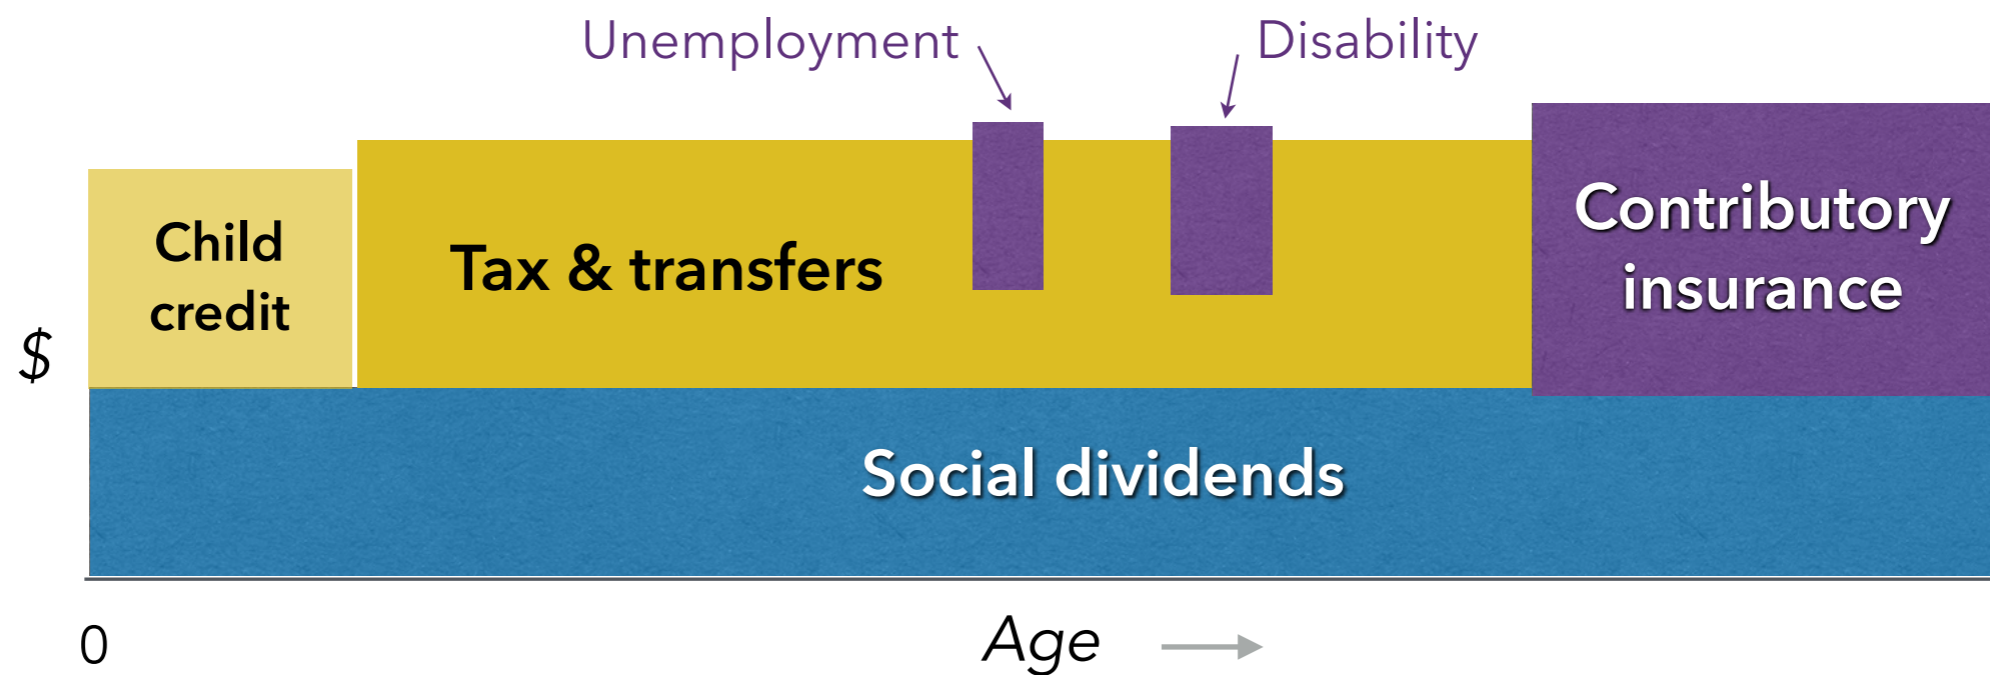 Unemployment
Disability
Child
credit
Tax & transfers
Contributory
insurance
$
Social dividends
0
Age